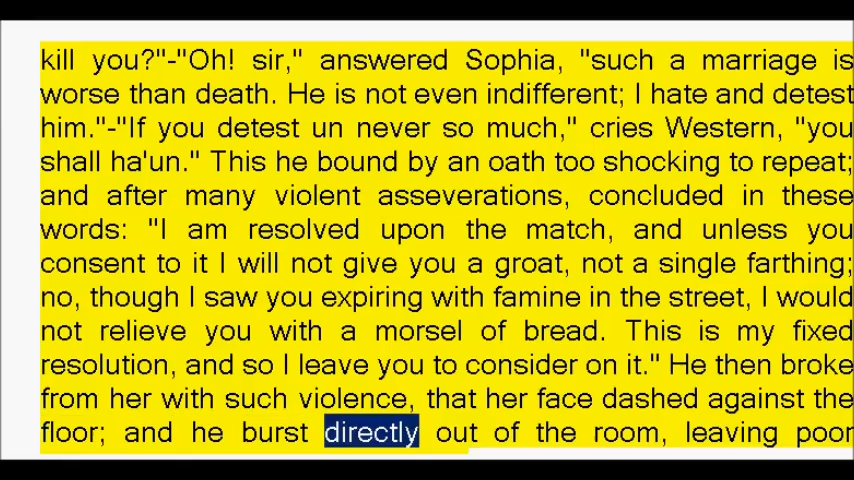 kill you?"-"Oh! sir," answered Sophia, "such a marriage is
worse than death. He is not even indifferent; I hate and detest
him."-"If you detest un never so much," cries Western, "you
shall ha'un." This he bound by an oath too shocking to repeat;
and after many violent asseverations, concluded in these
words: "I am resolved upon the match, and unless you
consent to it I will not give you a groat, not a single farthing;
no, though I saw you expiring with famine in the street, I would
not relieve you with a morsel of bread. This is my fixed
resolution, and so I leave you to consider on it." He then broke
from her with such violence, that her face dashed against the
floor; and he burst directly out of the room, leaving poor